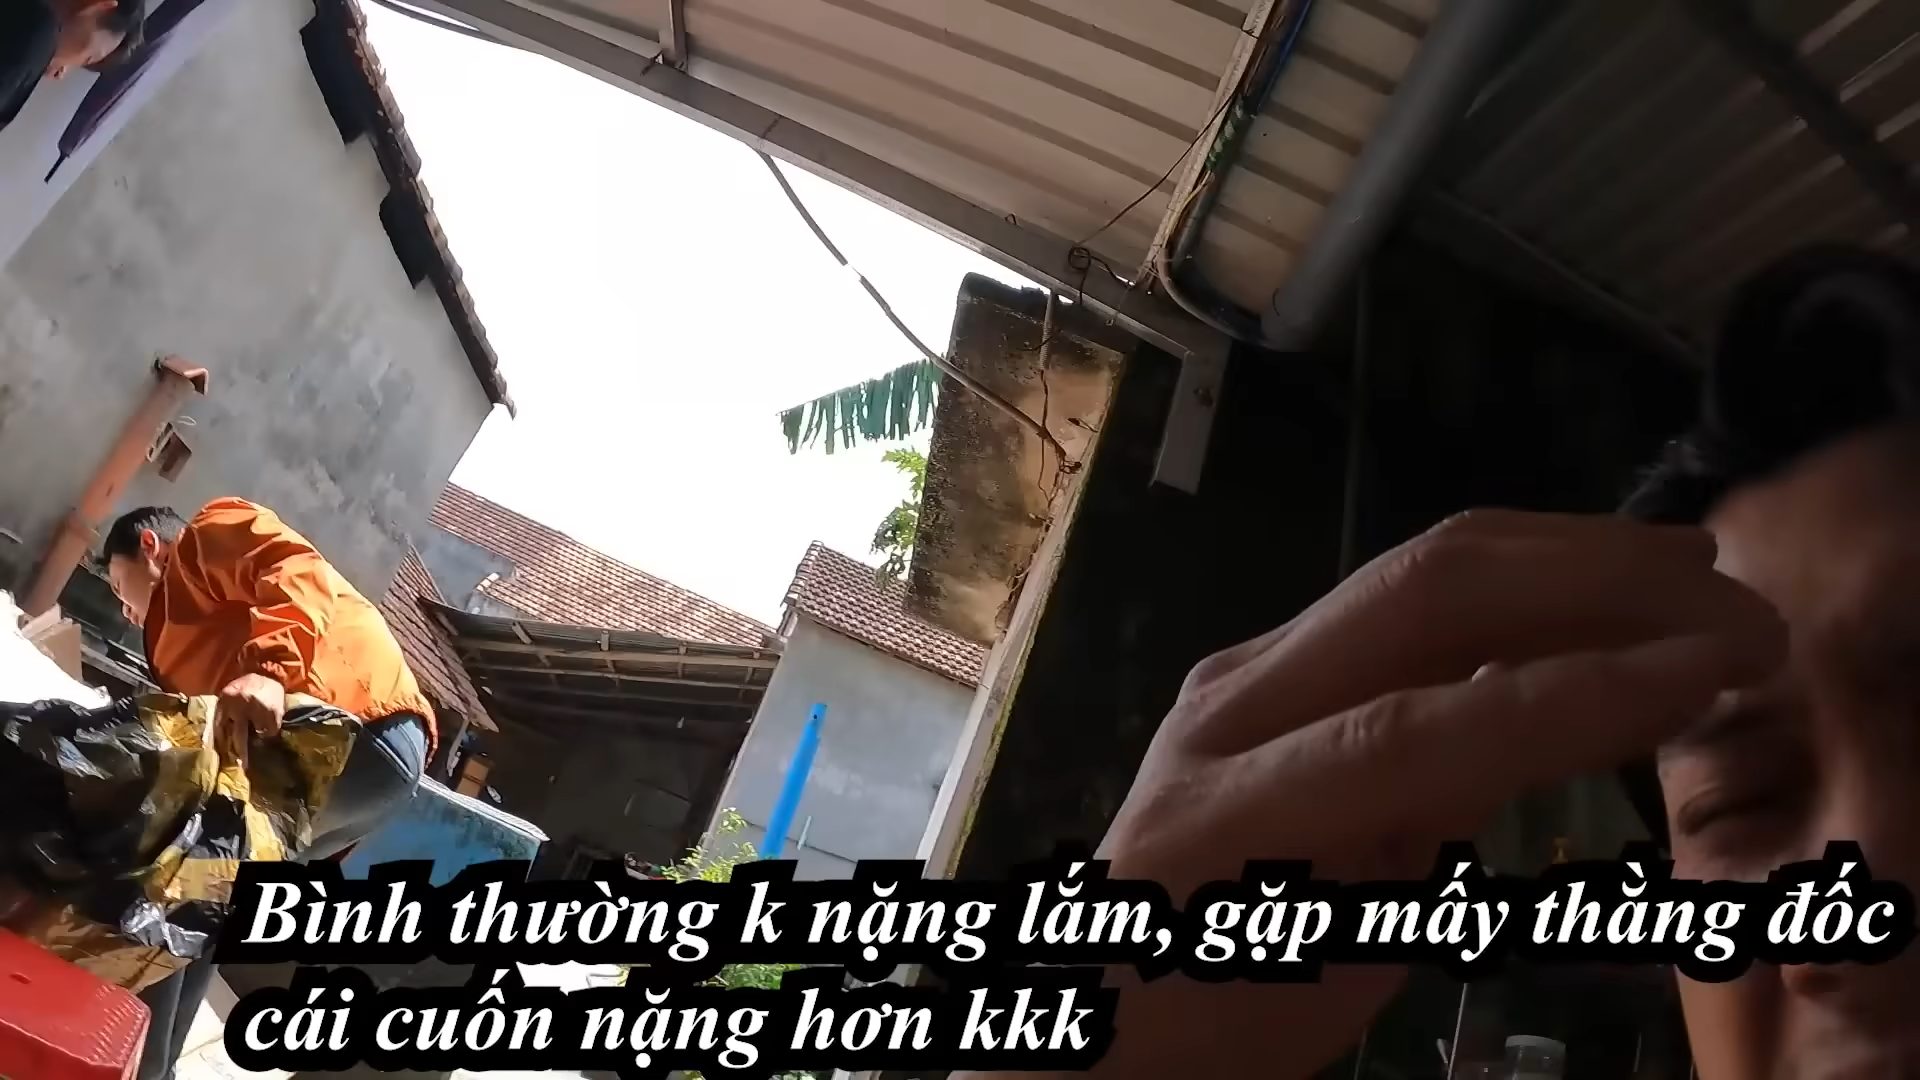 Bình thường k nặng lắm, gặp mấy thằng đốc
cái cuốn nặng hơn kkk